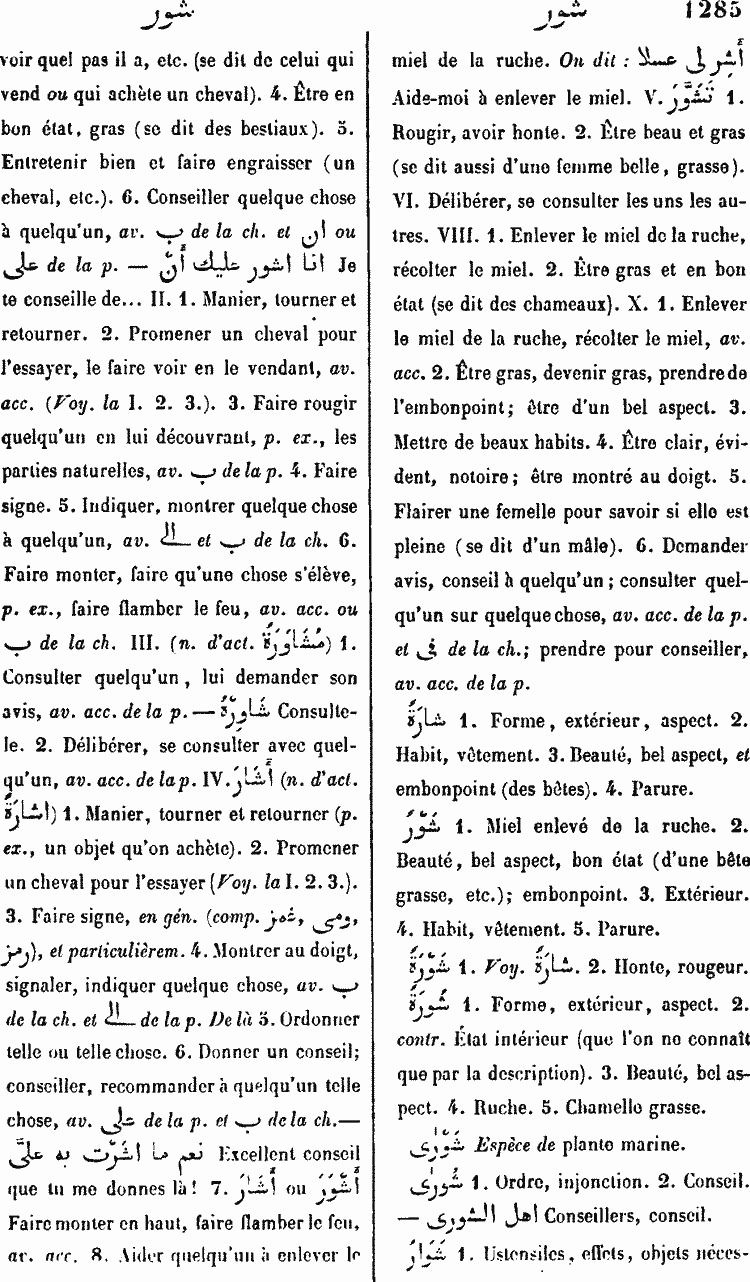 شور
شور 1285
voir quel pas il a, etc. (se dit de celui qui
vend ou qui achète un cheval). 4. Être en
bon état, gras (se dit des bestiaux). 5.
Entretenir bien et faire engraisser (un
cheval, etc.). 6. Conseiller quelque chose
à quelqu'un, av. ب de la ch. et ان ou
على de la p. — انا اشور عليك أَنَّ Je
te conseille de... II. 1. Manier, tourner et
retourner. 2. Promener un cheval pour
l'essayer, le faire voir en le vendant, av.
acc. (Voy. la I. 2. 3.). 3. Faire rougir
quelqu'un en lui découvrant, p. ex., les
parties naturelles, av. ب de la p. 4. Faire
signe. 5. Indiquer, montrer quelque chose
à quelqu'un, av. الى et ب de la ch. 6.
Faire monter, faire qu'une chose s'élève,
p. ex., faire flamber le feu, av. acc. ou
ب de la ch. III. (n. d'act. مُشَاوَرَةٌ) 1.
Consulter quelqu'un, lui demander son
avis, av. acc. de la p. — شَاوِرْهُ Consulte-
le. 2. Délibérer, se consulter avec quel-
qu'un, av. acc. de la p. IV. أَشَارَ (n. d'act.
اشارَةٌ) 1. Manier, tourner et retourner (p.
ex., un objet qu'on achète). 2. Promener
un cheval pour l'essayer (Voy. la I. 2. 3.).
3. Faire signe, en gén. (comp. ومى, غمز,
رمز), et particulièrem. 4. Montrer au doigt,
signaler, indiquer quelque chose, av. ب
de la ch. et الى de la p. De là 5. Ordonner
telle ou telle chose. 6. Donner un conseil;
conseiller, recommander à quelqu'un telle
chose, av. على de la p. et ب de la ch. —
نعم ما اشَرْت به علىَّ Excellent conseil
que tu me donnes là! 7. أَشَارَ ou أَشْوَرَ
Faire monter en haut, faire flamber le feu,
av. acc. 8. Aider quelqu'un à enlever le
miel de la ruche. On dit : أَشِرْ لى عسلا
Aide-moi à enlever le miel. V. تَشَوَّرَ 1.
Rougir, avoir honte. 2. Être beau et gras
(se dit aussi d'une femme belle, grasse).
VI. Délibérer, se consulter les uns les au-
tres. VIII. 1. Enlever le miel de la ruche,
récolter le miel. 2. Être gras et en bon
état (se dit des chameaux). X. 1. Enlever
le miel de la ruche, récolter le miel, av.
acc. 2. Être gras, devenir gras, prendre de
l'embonpoint; être d'un bel aspect. 3.
Mettre de beaux habits. 4. Être clair, évi-
dent, notoire; être montré au doigt. 5.
Flairer une femelle pour savoir si elle est
pleine (se dit d'un mâle). 6. Demander
avis, conseil à quelqu'un; consulter quel-
qu'un sur quelque chose, av. acc. de la p.
et فى de la ch.; prendre pour conseiller,
av. acc. de la p.
شارَةٌ 1. Forme, extérieur, aspect. 2.
Habit, vêtement. 3. Beauté, bel aspect, et
embonpoint (des bêtes). 4. Parure.
شَوْرٌ 1. Miel enlevé de la ruche. 2.
Beauté, bel aspect, bon état (d'une bête
grasse, etc.); embonpoint. 3. Extérieur.
4. Habit, vêtement. 5. Parure.
شَوْرَةٌ 1. Voy. شارَةٌ. 2. Honte, rougeur.
شُورَةٌ 1. Forme, extérieur, aspect. 2.
contr. État intérieur (que l'on ne connaît
que par la description). 3. Beauté, bel as-
pect. 4. Ruche. 5. Chamelle grasse.
شَوْرَى Espèce de plante marine.
شُورَى 1. Ordre, injonction. 2. Conseil.
— اهل الشورى Conseillers, conseil.
شَوَارٌ 1. Ustensiles, effets, objets néces-